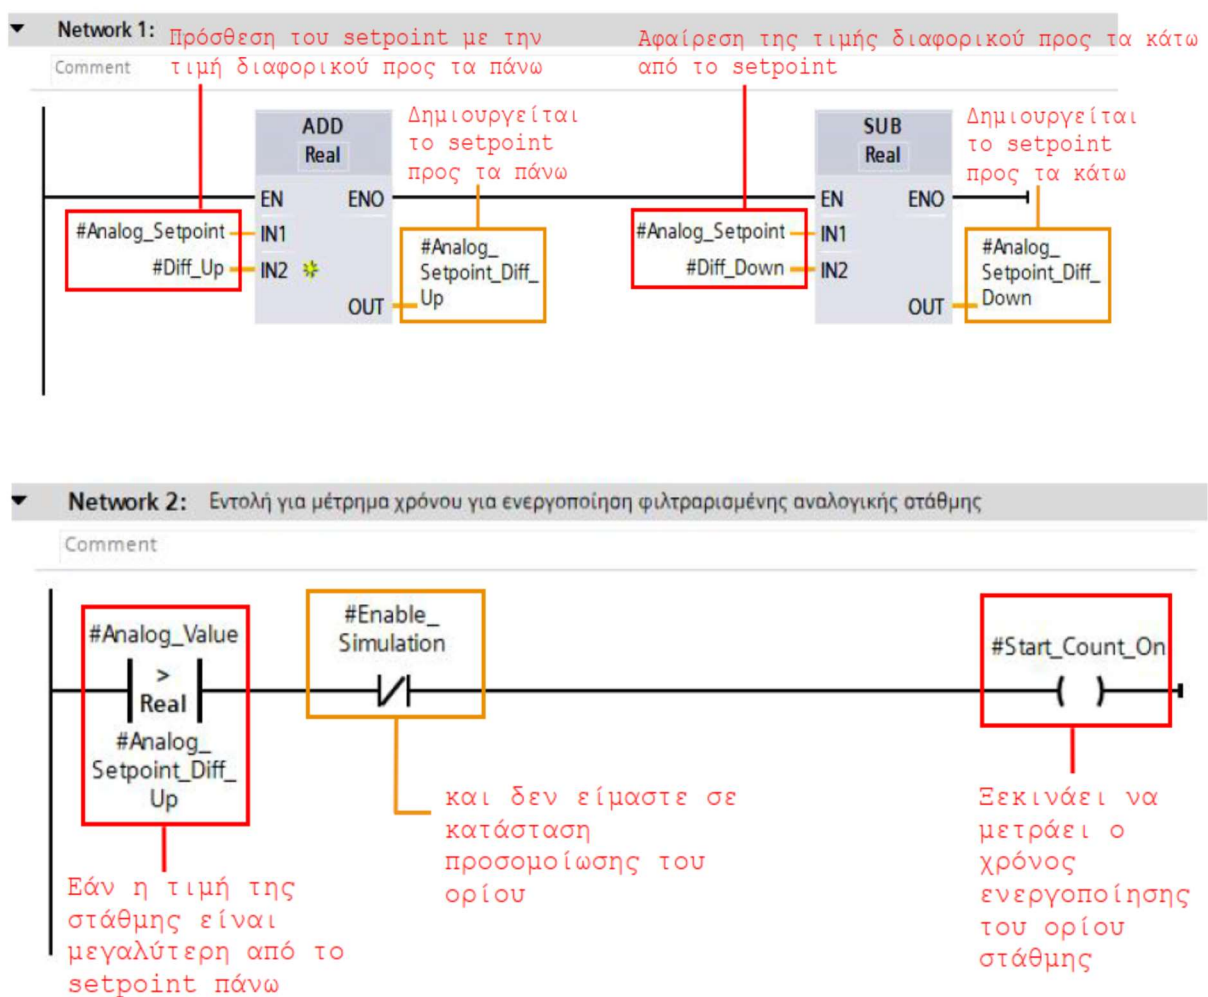 Network 1:
Πρόσθεση του setpoint με την
τιμή διαφορικού προς τα πάνω
Αφαίρεση της τιμής διαφορικού προς τα κάτω
από το setpoint
Comment
ADD
Real
EN ENO
#Analog_Setpoint IN1
#Diff_Up IN2
OUT
Δημιουργείται
το setpoint
προς τα πάνω
#Analog_
Setpoint_Diff_
Up
SUB
Real
EN ENO
#Analog_Setpoint IN1
#Diff_Down IN2
OUT
Δημιουργείται
το setpoint
προς τα κάτω
#Analog_
Setpoint_Diff_
Down
Network 2: Εντολή για μέτρημα χρόνου για ενεργοποίηση φιλτραρισμένης αναλογικής στάθμης
Comment
#Analog_Value
>
Real
#Analog_
Setpoint_Diff_
Up
#Enable_
Simulation
#Start_Count_On
Εάν η τιμή της
στάθμης είναι
μεγαλύτερη από το
setpoint πάνω
και δεν είμαστε σε
κατάσταση
προσομοίωσης του
ορίου
Ξεκινάει να
μετράει ο
χρόνος
ενεργοποίησης
του ορίου
στάθμης